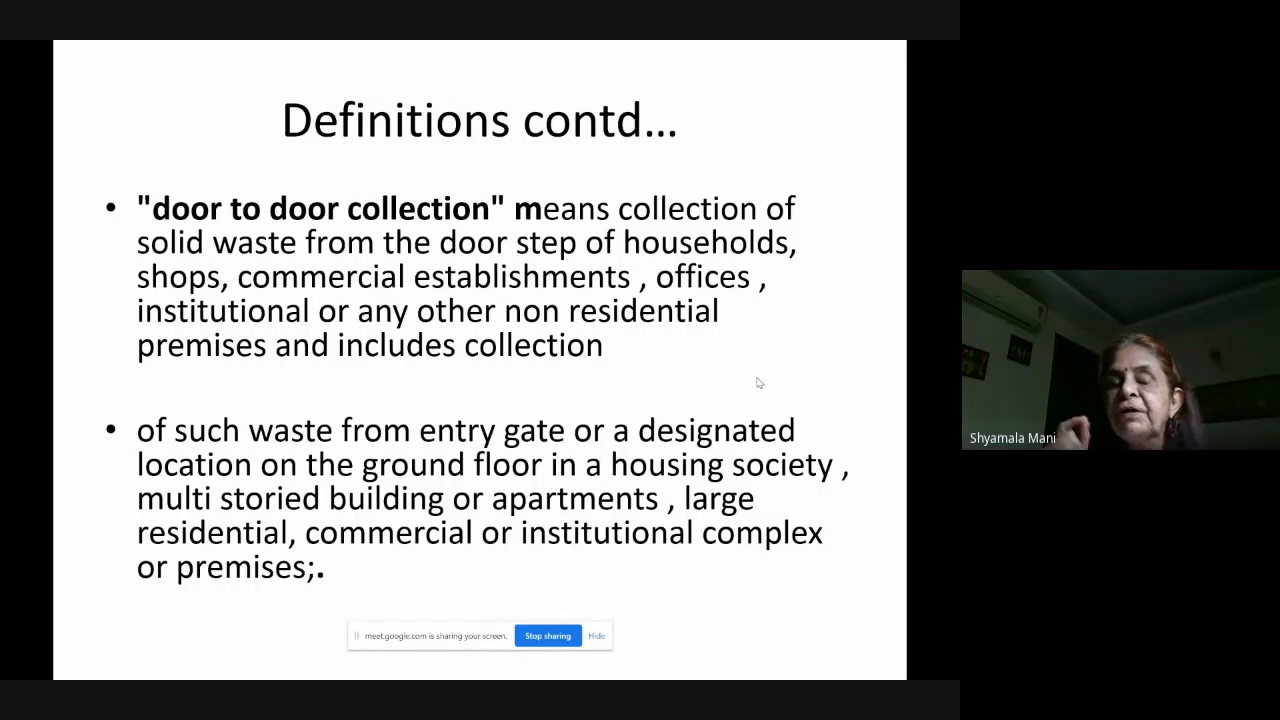 Definitions contd…
• "door to door collection" means collection of
solid waste from the door step of households,
shops, commercial establishments , offices ,
institutional or any other non residential
premises and includes collection
• of such waste from entry gate or a designated
location on the ground floor in a housing society ,
multi storied building or apartments , large
residential, commercial or institutional complex
or premises;.
meet.google.com is sharing your screen. Stop sharing Hide
Shyamala Mani